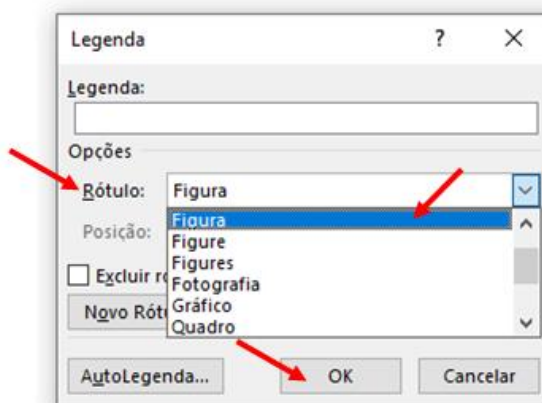 Legenda ? X
Legenda:
Opções
Rótulo: Figura
Figura
Posição:
Figure
Figures
Excluir r
Fotografia
Gráfico
Novo Rót
Quadro
AutoLegenda... OK Cancelar